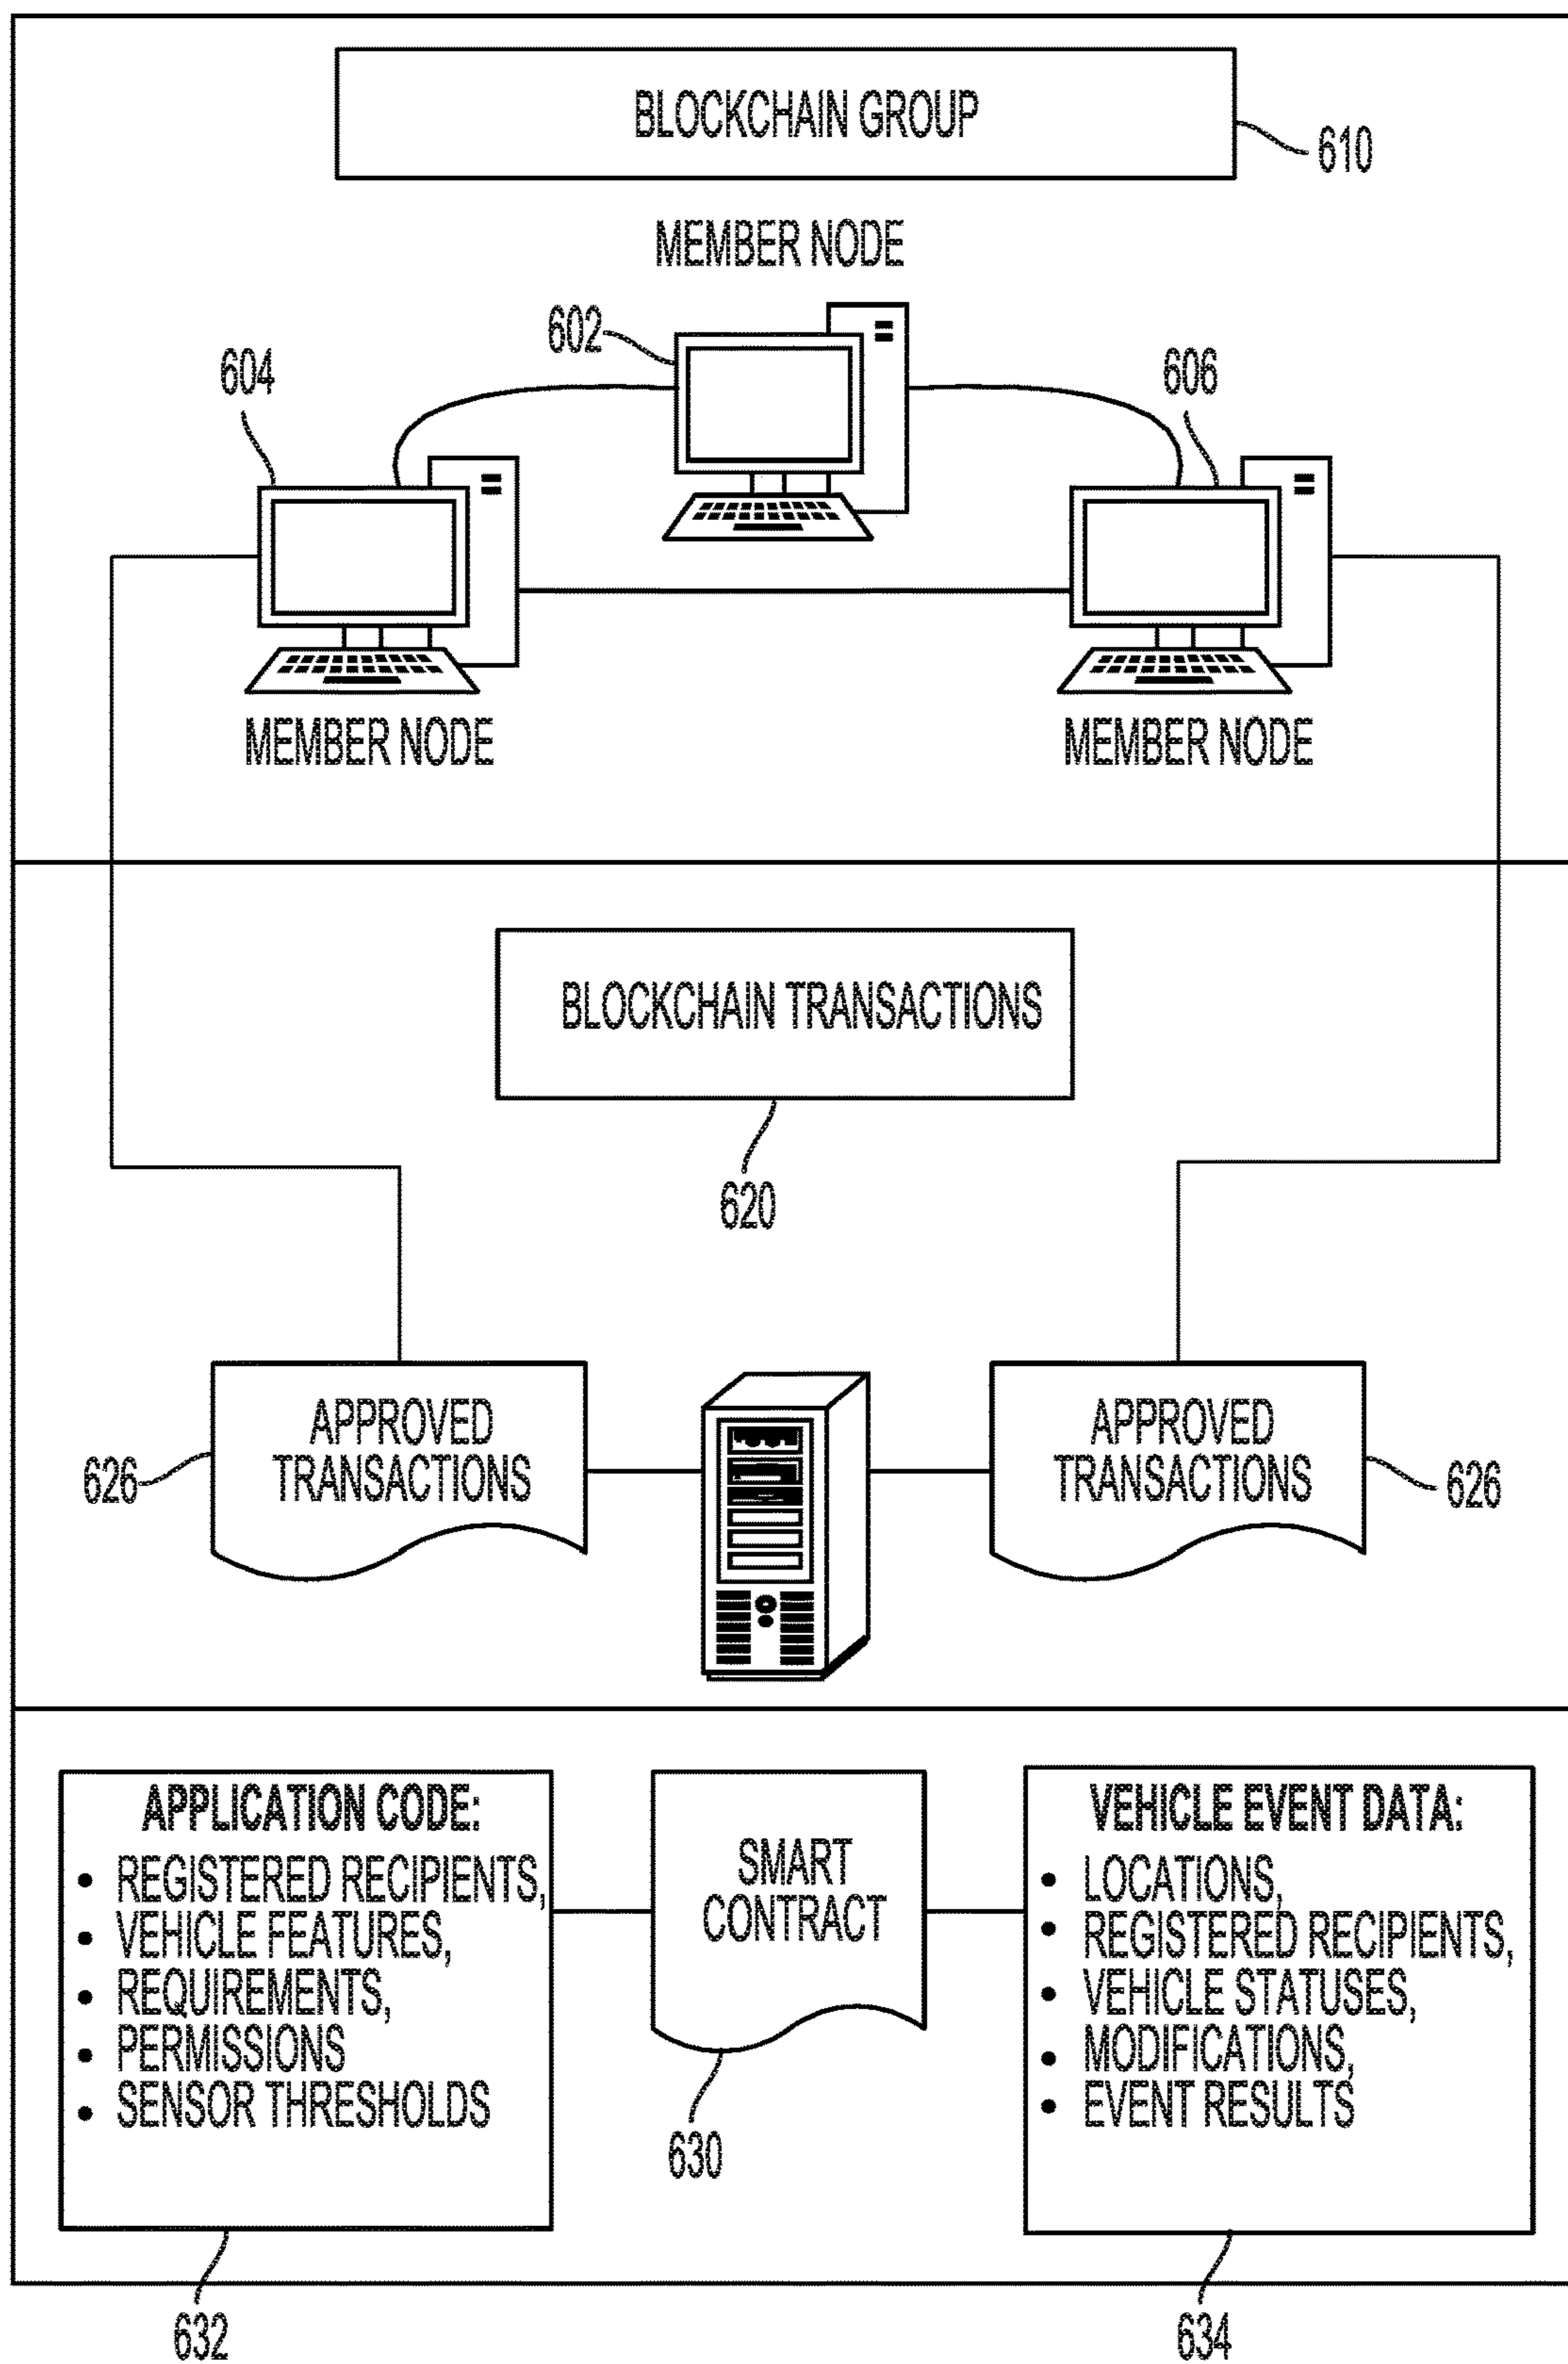 BLOCKCHAIN GROUP
610
MEMBER NODE
602
604
606
MEMBER NODE
MEMBER NODE
BLOCKCHAIN TRANSACTIONS
620
APPROVED
TRANSACTIONS
626
APPROVED
TRANSACTIONS
626
APPLICATION CODE:
• REGISTERED RECIPIENTS,
• VEHICLE FEATURES,
• REQUIREMENTS,
• PERMISSIONS
• SENSOR THRESHOLDS
632
SMART
CONTRACT
630
VEHICLE EVENT DATA:
• LOCATIONS,
• REGISTERED RECIPIENTS,
• VEHICLE STATUSES,
• MODIFICATIONS,
• EVENT RESULTS
634